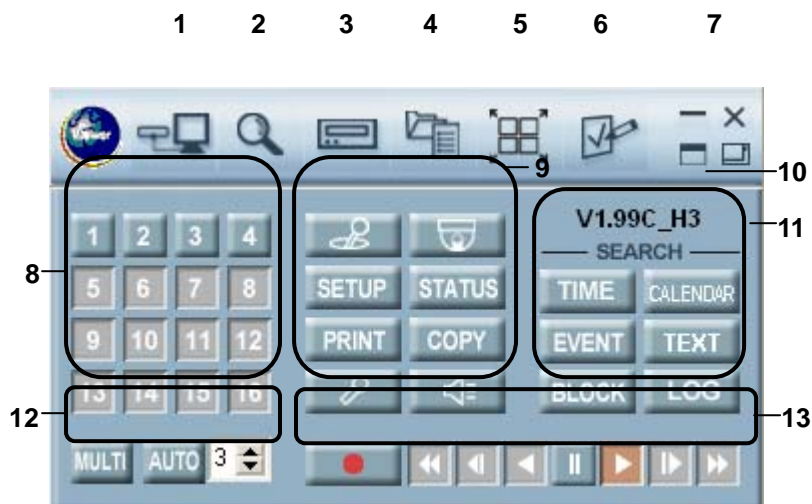 1 2 3 4 5 6 7
Viewer
9
10
V1.99C_H3
11
SEARCH
1 2 3 4
8
5 6 7 8
SETUP STATUS
TIME CALENDAR
9 10 11 12
PRINT COPY
EVENT TEXT
13 14 15 16
BLOCK LOG
12
13
MULTI AUTO 3